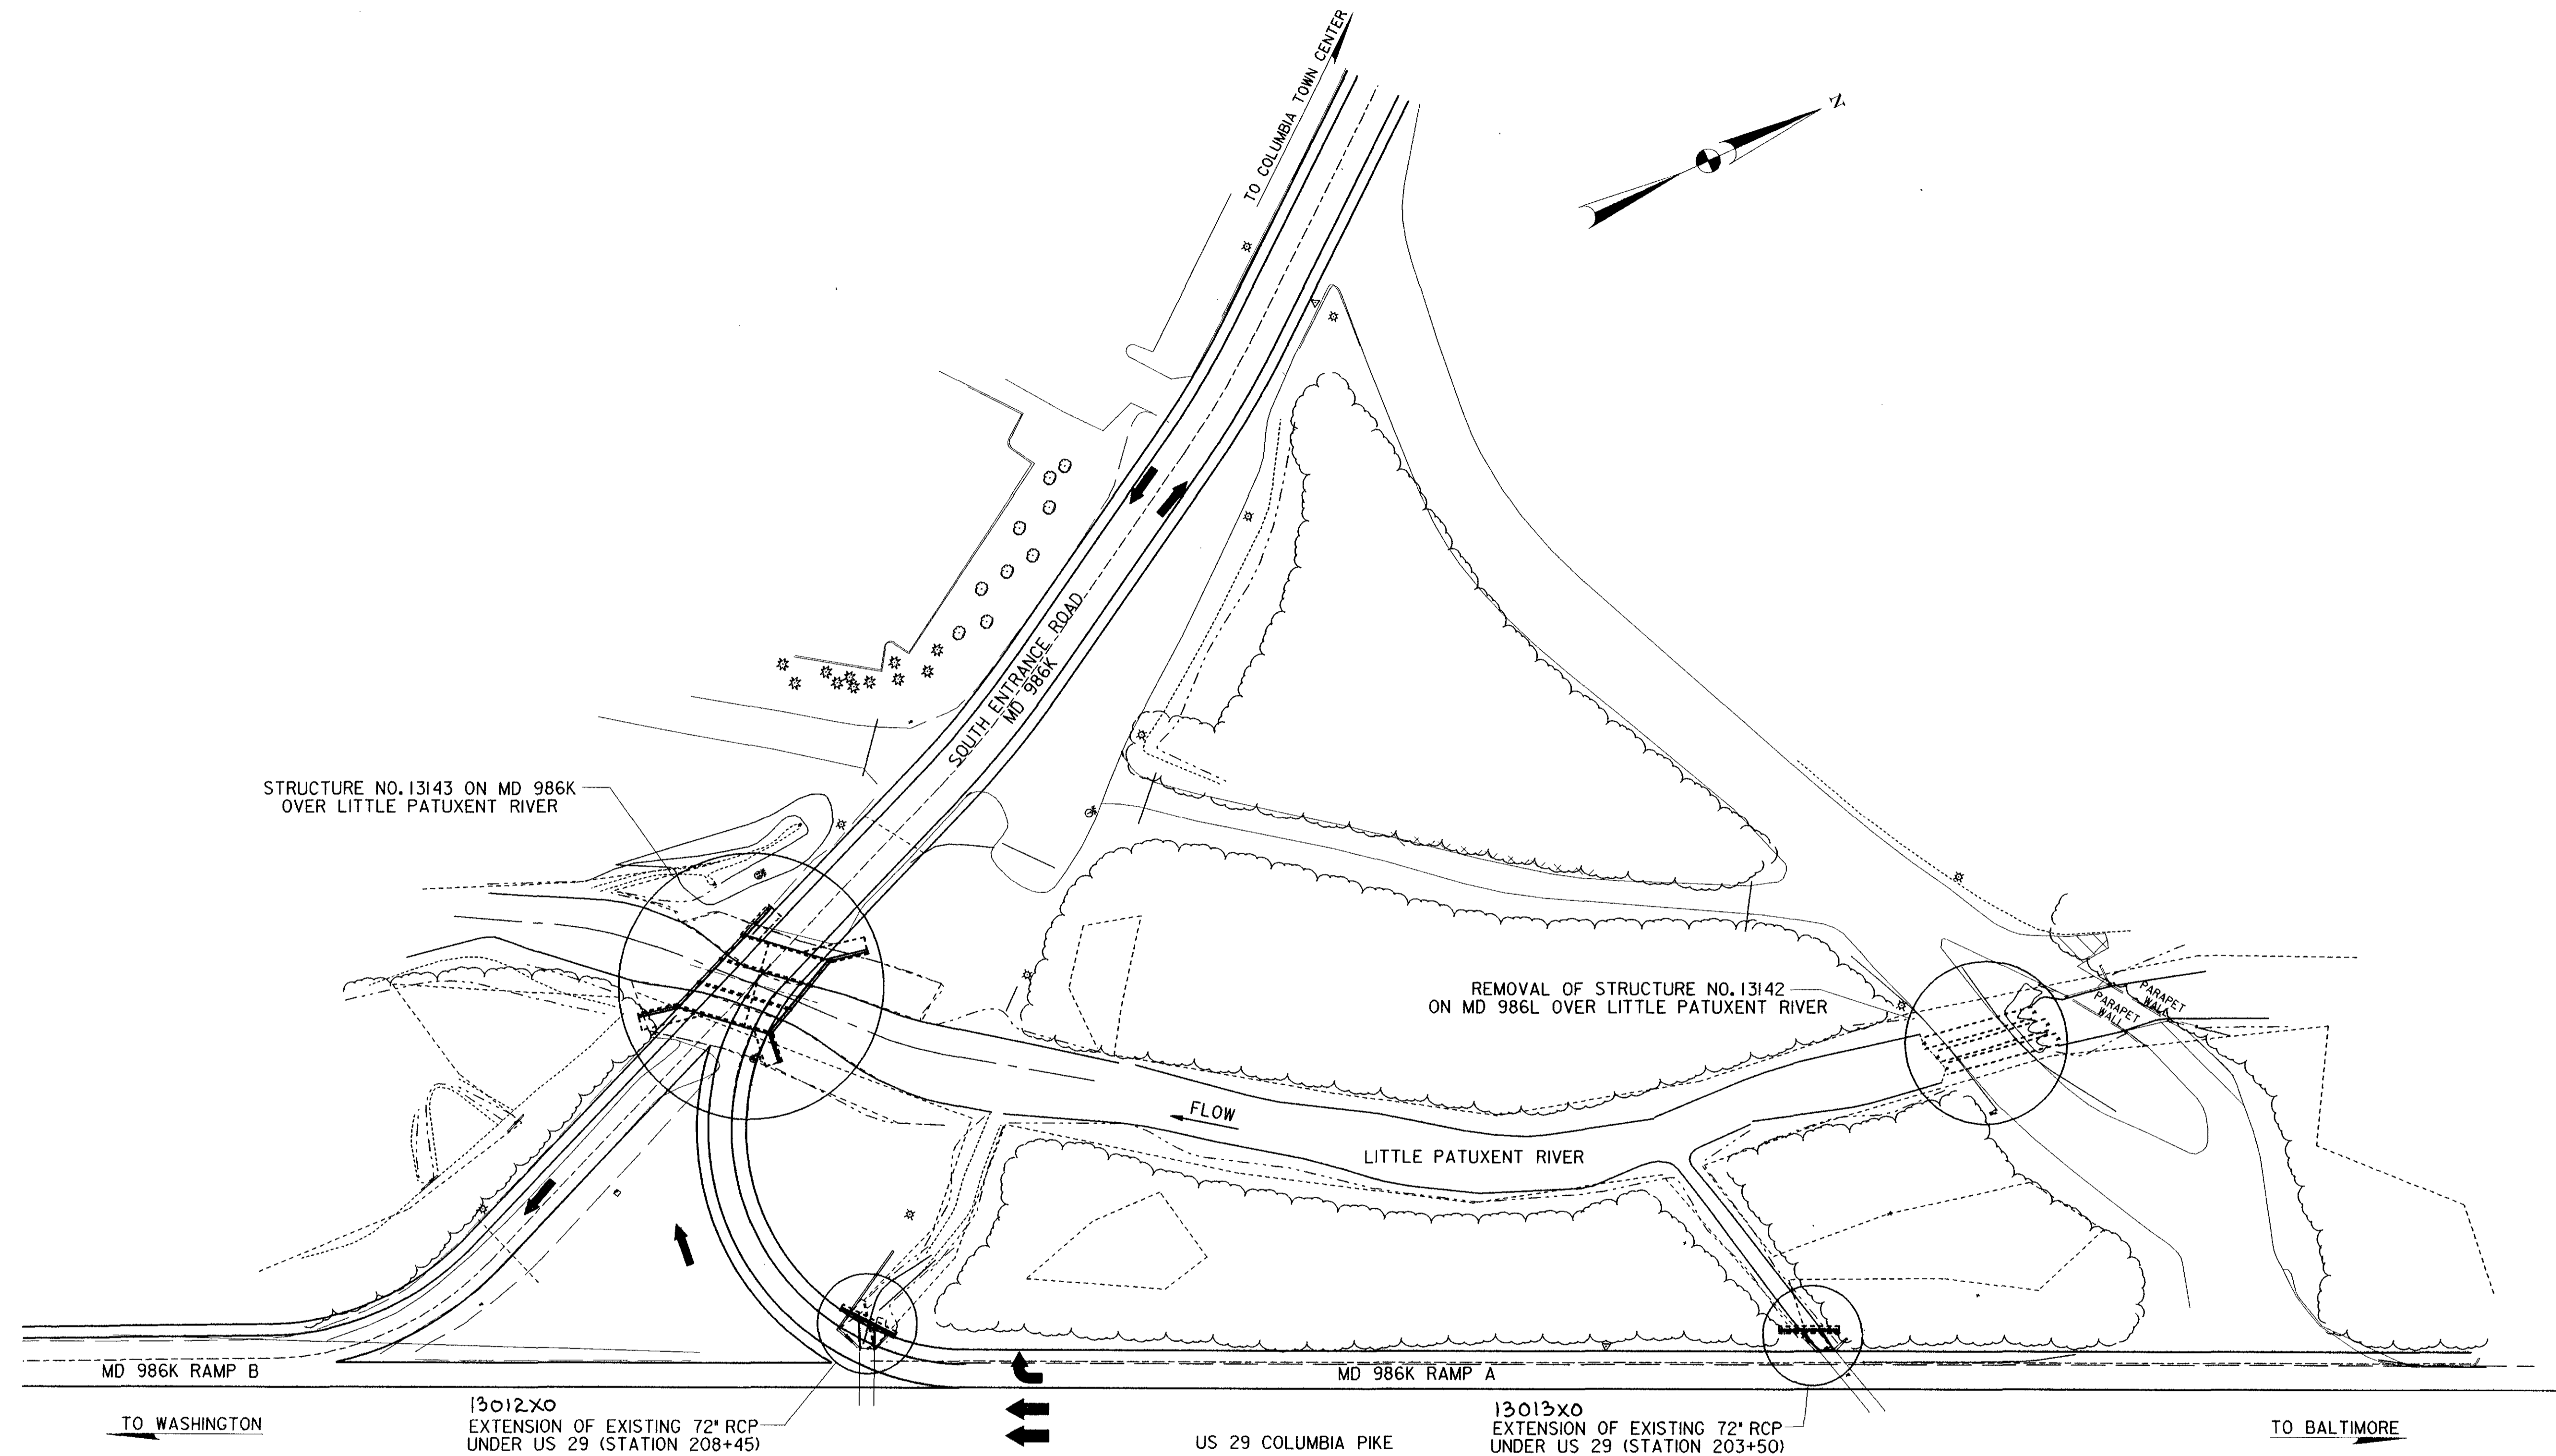 TO COLUMBIA TOWN CENTER
N
SOUTH ENTRANCE ROAD
MD 986K
STRUCTURE NO. 13143 ON MD 986K
OVER LITTLE PATUXENT RIVER
REMOVAL OF STRUCTURE NO. 13142
ON MD 986L OVER LITTLE PATUXENT RIVER
PARAPET
WALL
PARAPET
WALL
FLOW
LITTLE PATUXENT RIVER
MD 986K RAMP B
MD 986K RAMP A
TO WASHINGTON
13012X0
EXTENSION OF EXISTING 72" RCP
UNDER US 29 (STATION 208+45)
US 29 COLUMBIA PIKE
13013X0
EXTENSION OF EXISTING 72" RCP
UNDER US 29 (STATION 203+50)
TO BALTIMORE